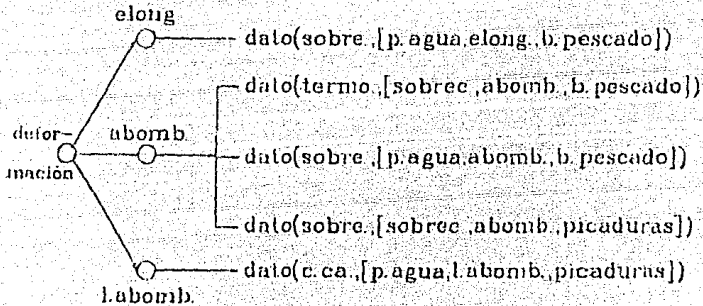 elong
dato(sobre.,[p.agua,elong.,b.pescado])
dato(termo.,[sobrec.,abomb.,b.pescado])
defor-
mación
abomb.
dato(sobre.,[p.agua,abomb.,b.pescado])
dato(sobre.,[sobrec.,abomb.,picaduras])
dato(c.ca.,[p.agua,l.abomb.,picaduras])
l.abomb.